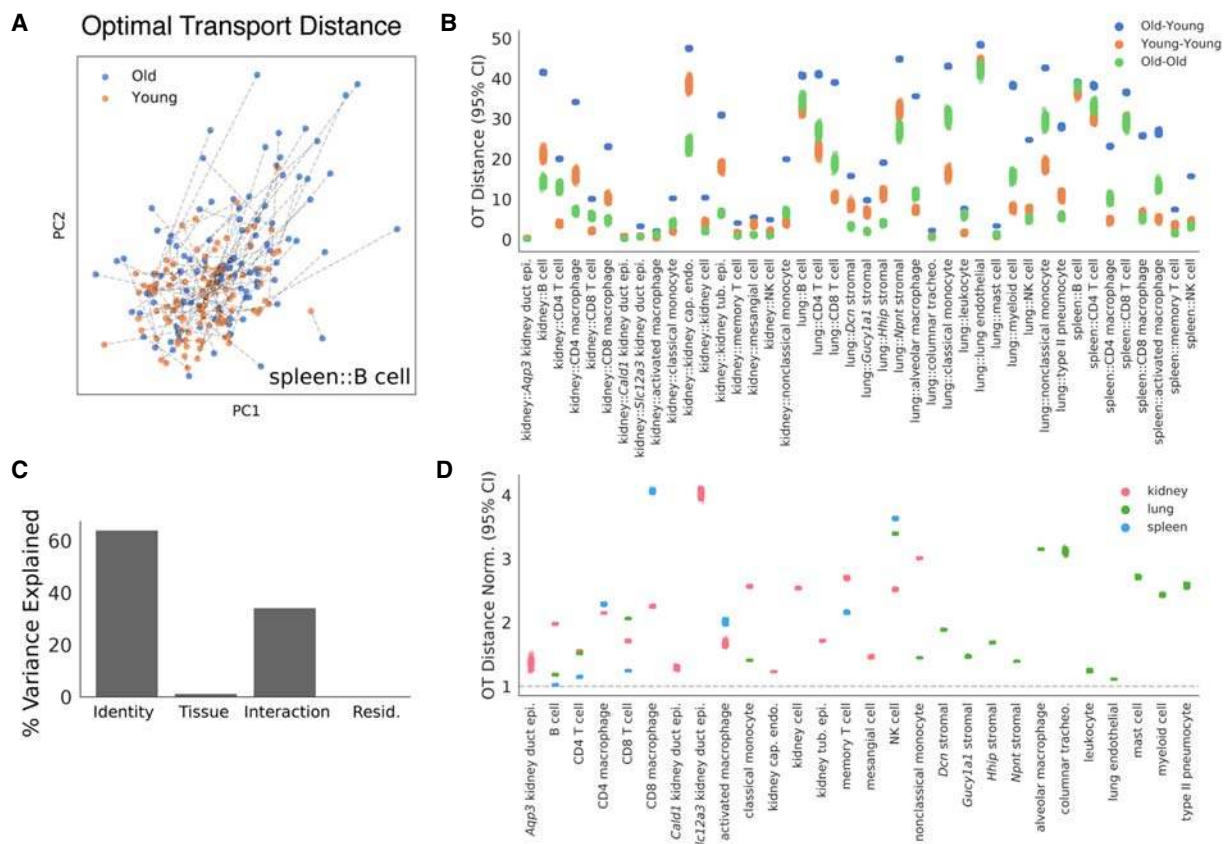 A
Optimal Transport Distance
Old
Young
PC2
spleen::B cell
PC1
B
Old-Young
Young-Young
Old-Old
OT Distance (95% CI)
50
40
30
20
10
0
kidney::Aqp3 kidney duct epi.
kidney::B cell
kidney::CD4 T cell
kidney::CD4 macrophage
kidney::CD8 T cell
kidney::CD8 macrophage
kidney::Cald1 kidney duct epi.
kidney::Slc12a3 kidney duct epi.
kidney::activated macrophage
kidney::classical monocyte
kidney::kidney cap. endo.
kidney::kidney cell
kidney::kidney tub. epi.
kidney::memory T cell
kidney::mesangial cell
kidney::NK cell
kidney::nonclassical monocyte
lung::B cell
lung::CD4 T cell
lung::CD8 T cell
lung::Dcn stromal
lung::Gucy1a1 stromal
lung::Hhip stromal
lung::Npnt stromal
lung::alveolar macrophage
lung::columnar tracheo.
lung::classical monocyte
lung::leukocyte
lung::lung endothelial
lung::mast cell
lung::myeloid cell
lung::NK cell
lung::nonclassical monocyte
lung::type II pneumocyte
spleen::B cell
spleen::CD4 T cell
spleen::CD4 macrophage
spleen::CD8 T cell
spleen::CD8 macrophage
spleen::activated macrophage
spleen::memory T cell
spleen::NK cell
C
% Variance Explained
60
40
20
0
Identity
Tissue
Interaction
Resid.
D
kidney
lung
spleen
OT Distance Norm. (95% CI)
4
3
2
1
Aqp3 kidney duct epi.
B cell
CD4 T cell
CD4 macrophage
CD8 T cell
CD8 macrophage
Cald1 kidney duct epi.
lc12a3 kidney duct epi.
activated macrophage
classical monocyte
kidney cap. endo.
kidney cell
kidney tub. epi.
memory T cell
mesangial cell
NK cell
nonclassical monocyte
Dcn stromal
Gucy1a1 stromal
Hhip stromal
Npnt stromal
alveolar macrophage
columnar tracheo.
leukocyte
lung endothelial
mast cell
myeloid cell
type II pneumocyte